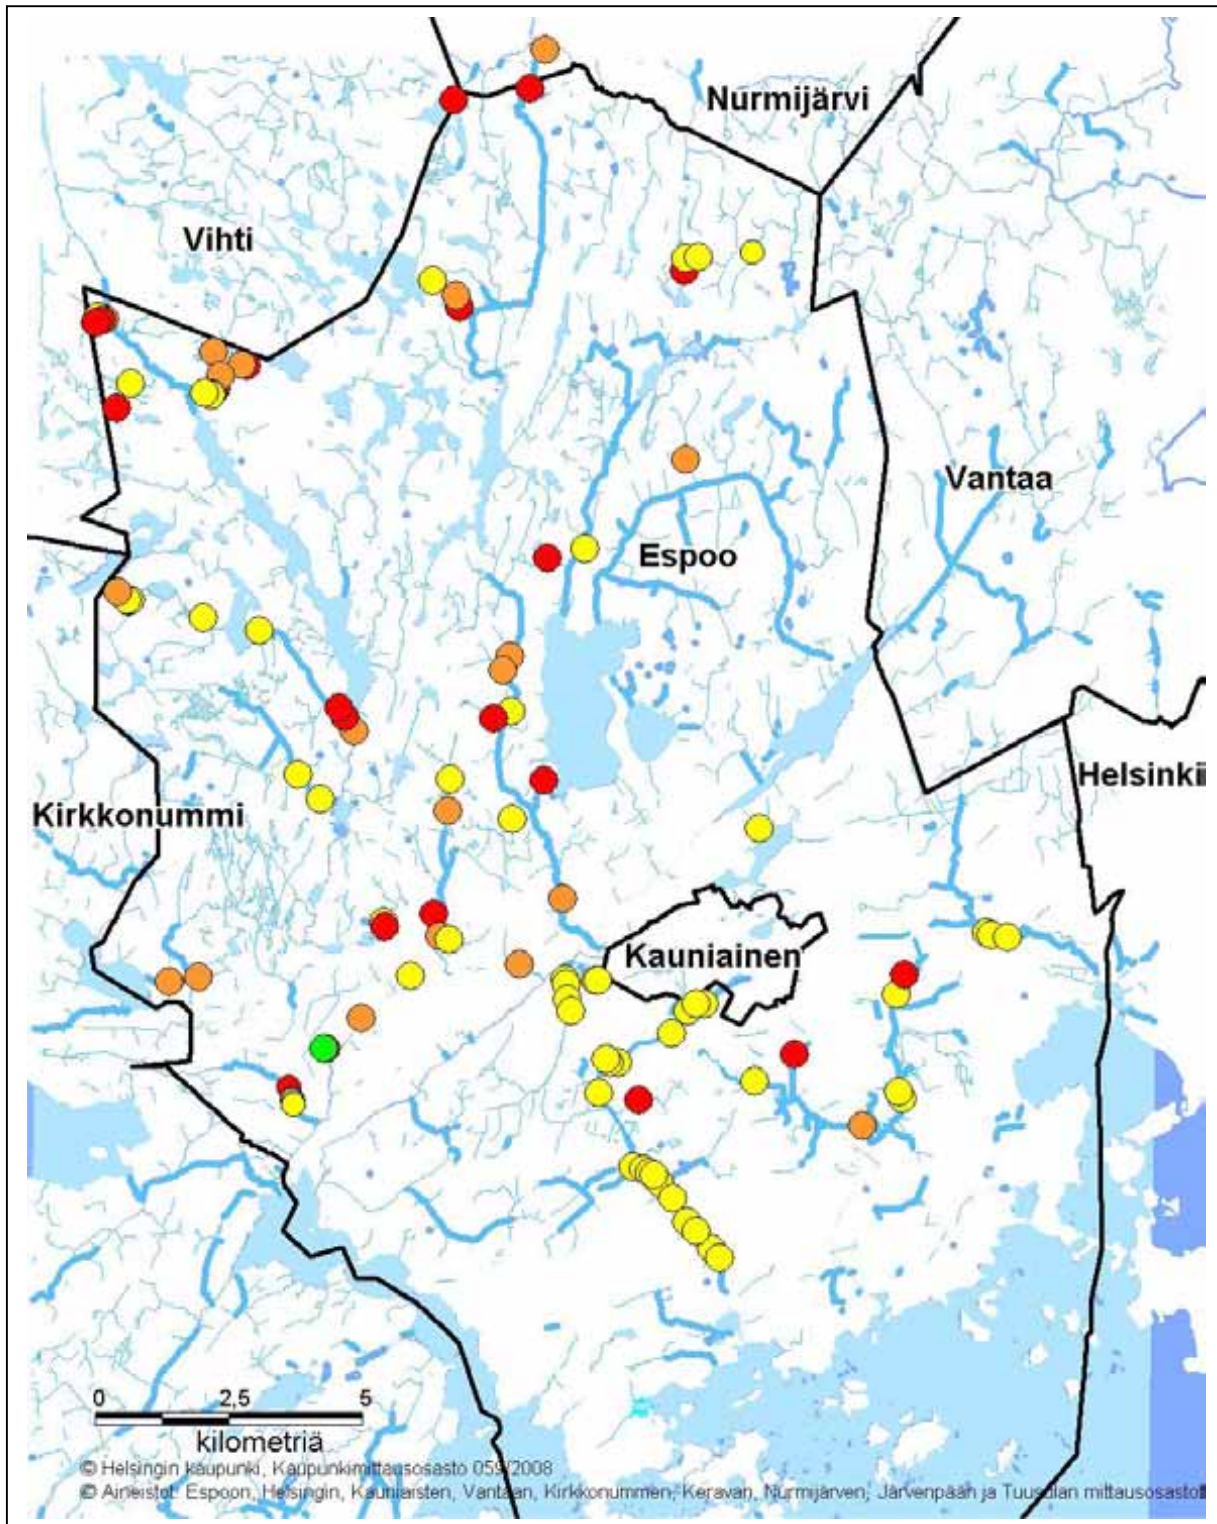 Nurmijärvi
Vihti
Vantaa
Espoo
Helsinki
Kirkkonummi
Kauniainen
0 2,5 5
kilometriä
© Helsingin kaupunki, Kaupunkimittausosasto 059/2008
© Aineistot: Espoon, Helsingin, Kauniaisten, Vantaan, Kirkkonummen, Keravan, Nurmijärven, Järvenpään ja Tuusulan mittausosastot